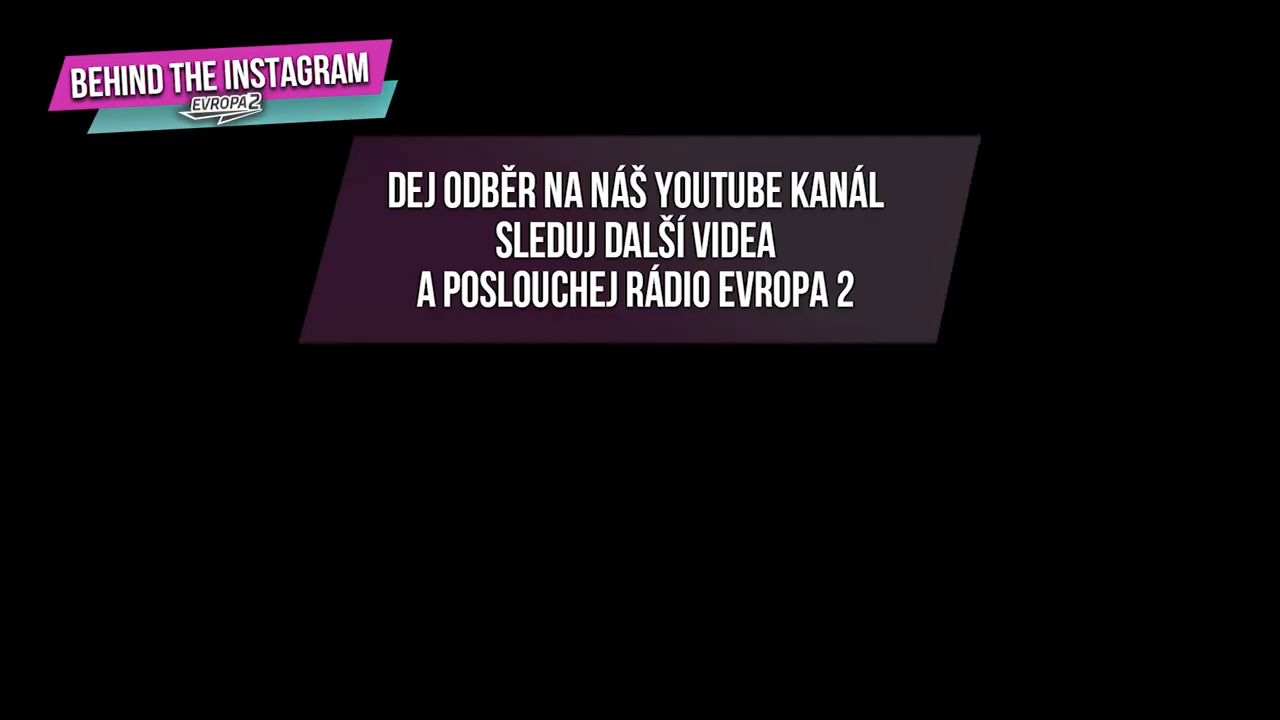 BEHIND THE INSTAGRAM
EVROPA 2
DEJ ODBĚR NA NÁŠ YOUTUBE KANÁL
SLEDUJ DALŠÍ VIDEA
A POSLOUCHEJ RÁDIO EVROPA 2